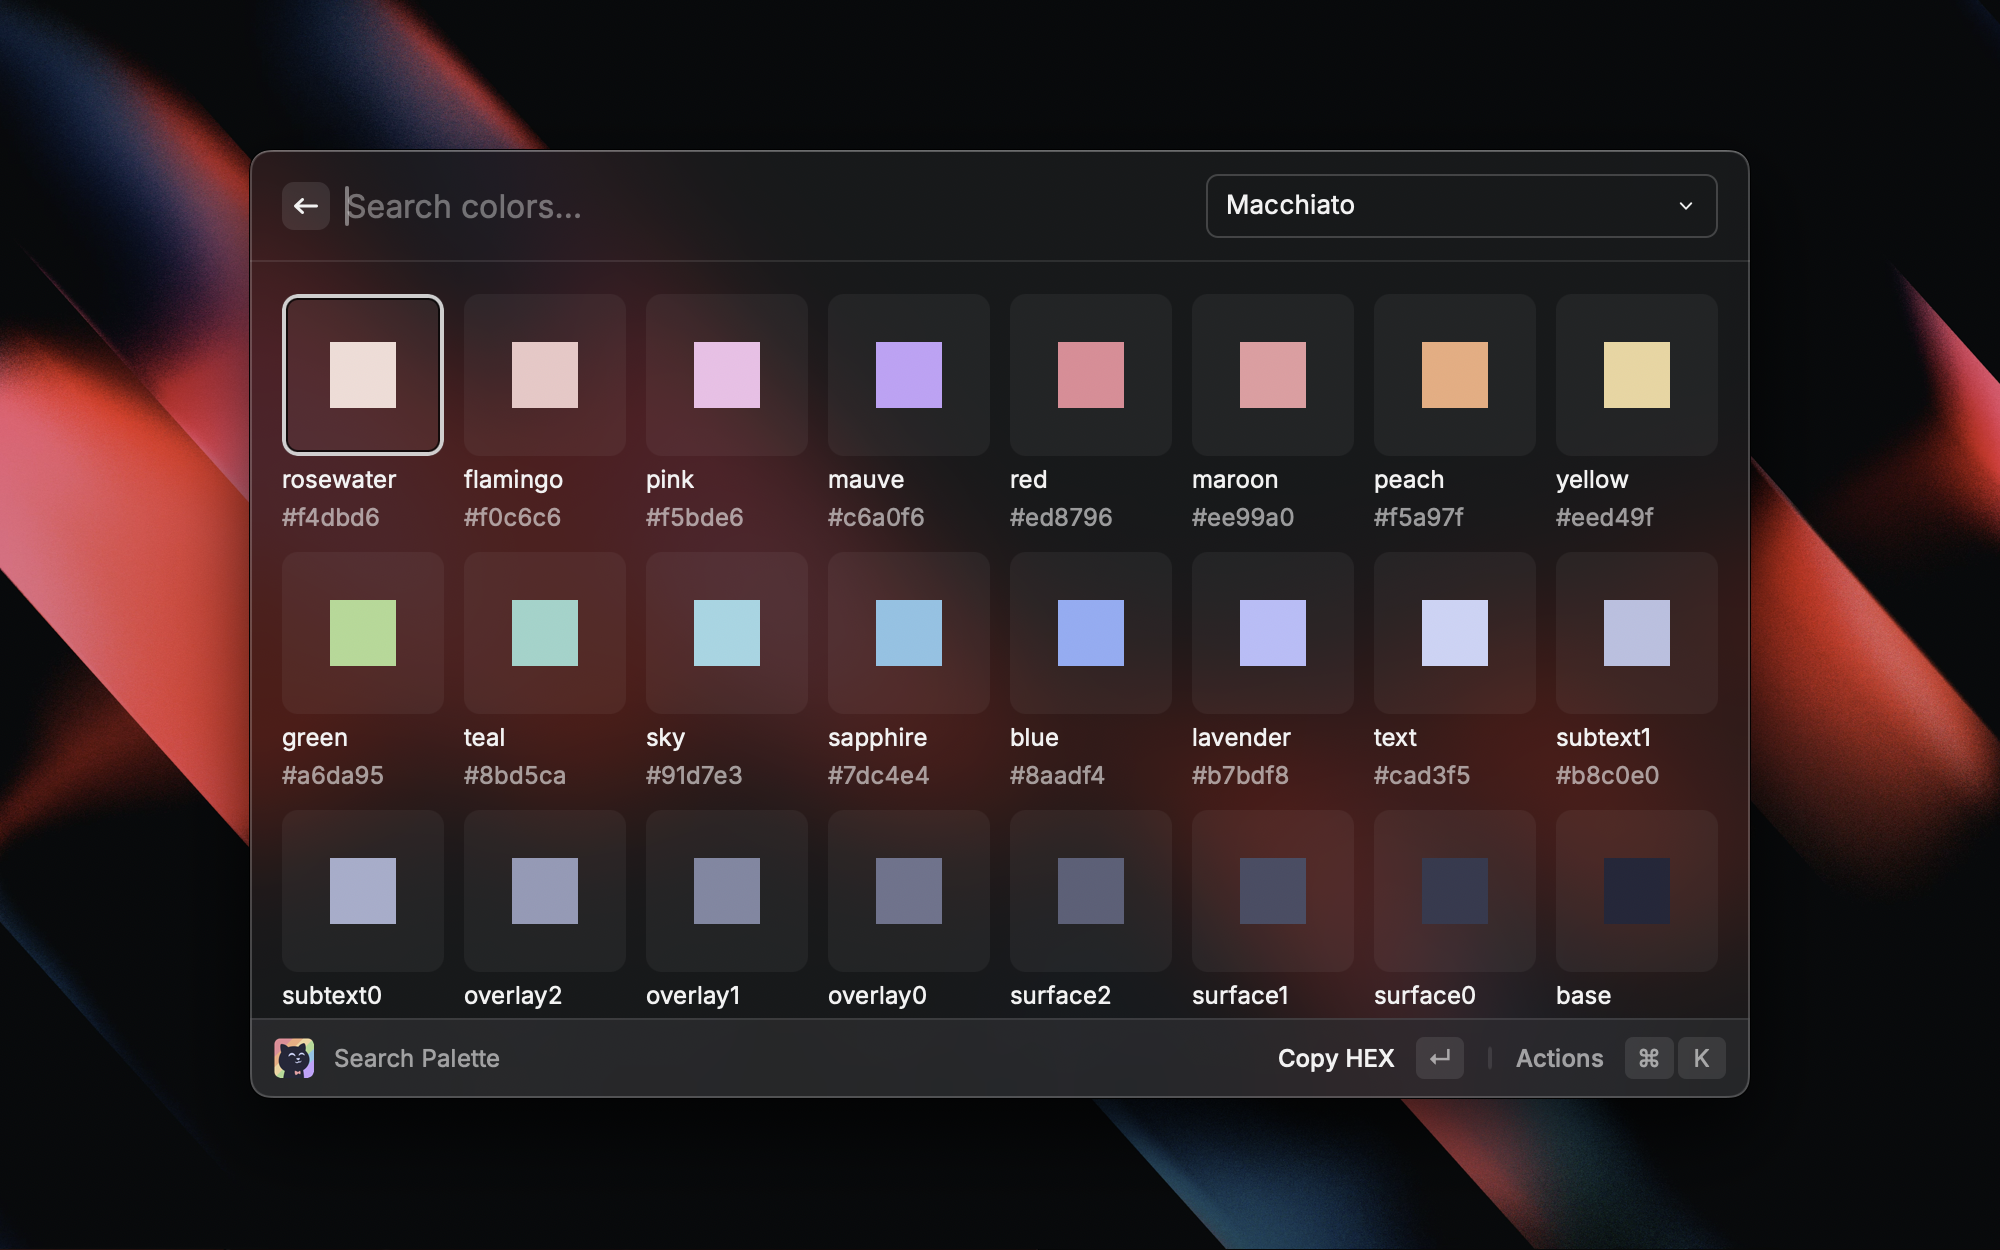 Search colors...
Macchiato
rosewater flamingo pink mauve red maroon peach yellow
#f4dbd6 #f0c6c6 #f5bde6 #c6a0f6 #ed8796 #ee99a0 #f5a97f #eed49f
green teal sky sapphire blue lavender text subtext1
#a6da95 #8bd5ca #91d7e3 #7dc4e4 #8aadf4 #b7bdf8 #cad3f5 #b8c0e0
subtext0 overlay2 overlay1 overlay0 surface2 surface1 surface0 base
Search Palette
Copy HEX
Actions ⌘ K